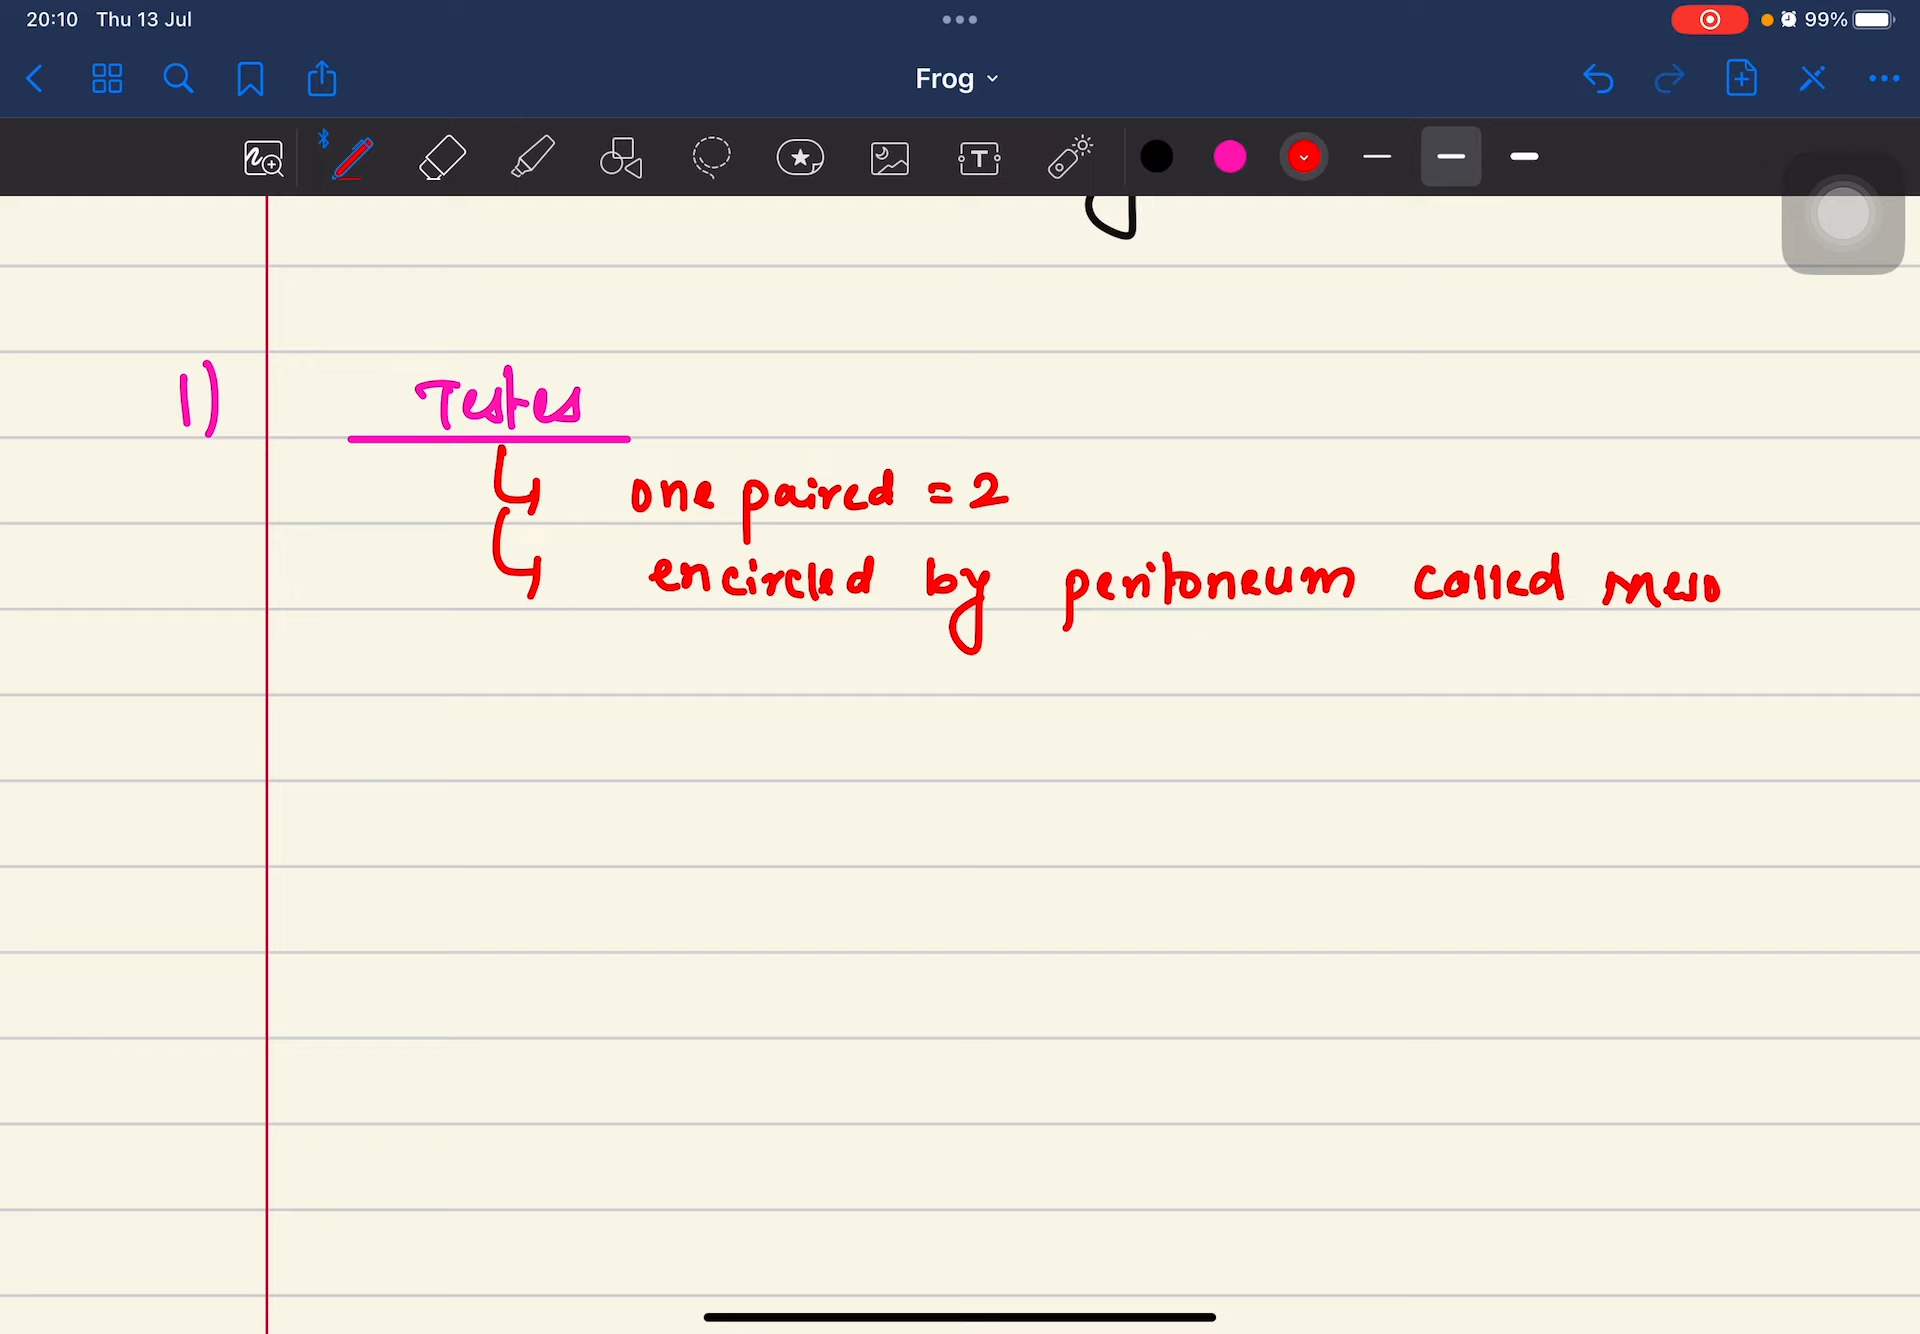 20:10 Thu 13 Jul
99%
Frog
T
1) Testes
one paired = 2
encircled by peritoneum called meso